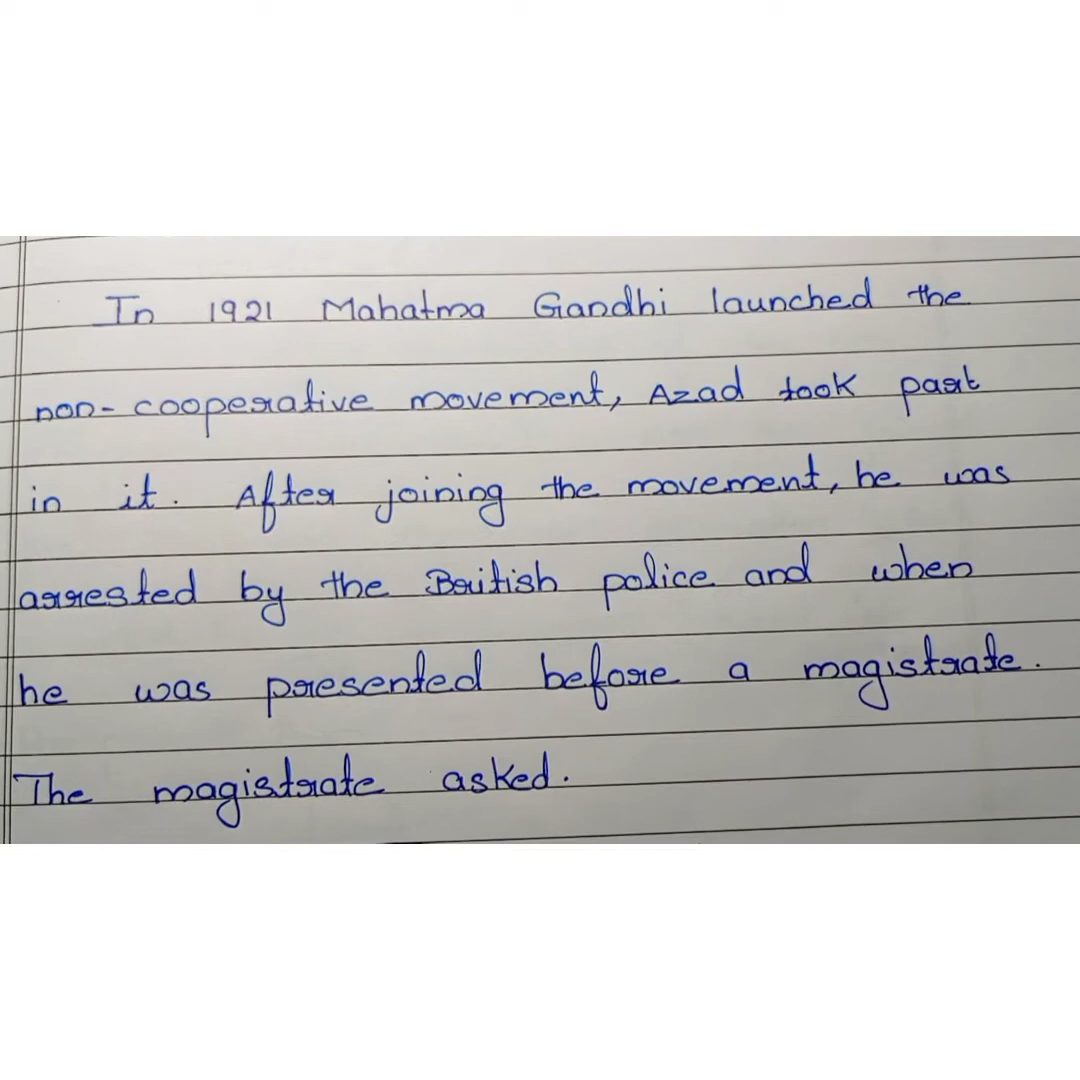 In 1921 Mahatma Gandhi launched the
non-cooperative movement, Azad took part
in it. After joining the movement, he was
arrested by the British police and when
he was presented before a magistrate.
The magistrate asked.